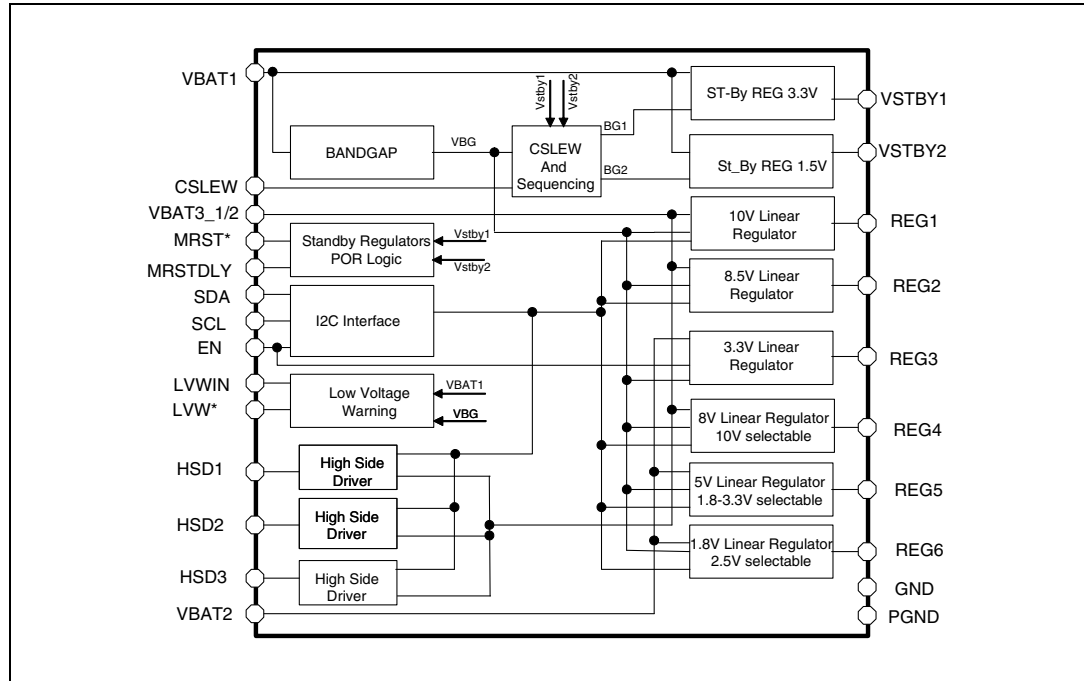 VBAT1
CSLEW
VBAT3_1/2
MRST*
MRSTDLY
SDA
SCL
EN
LVWIN
LVW*
HSD1
HSD2
HSD3
VBAT2
BANDGAP
VBG
Vstby1
Vstby2
CSLEW
And
Sequencing
BG1
BG2
Standby Regulators
POR Logic
Vstby1
Vstby2
I2C Interface
Low Voltage
Warning
VBAT1
VBG
High Side
Driver
High Side
Driver
High Side
Driver
ST-By REG 3.3V
St_By REG 1.5V
10V Linear
Regulator
8.5V Linear
Regulator
3.3V Linear
Regulator
8V Linear Regulator
10V selectable
5V Linear Regulator
1.8-3.3V selectable
1.8V Linear Regulator
2.5V selectable
VSTBY1
VSTBY2
REG1
REG2
REG3
REG4
REG5
REG6
GND
PGND